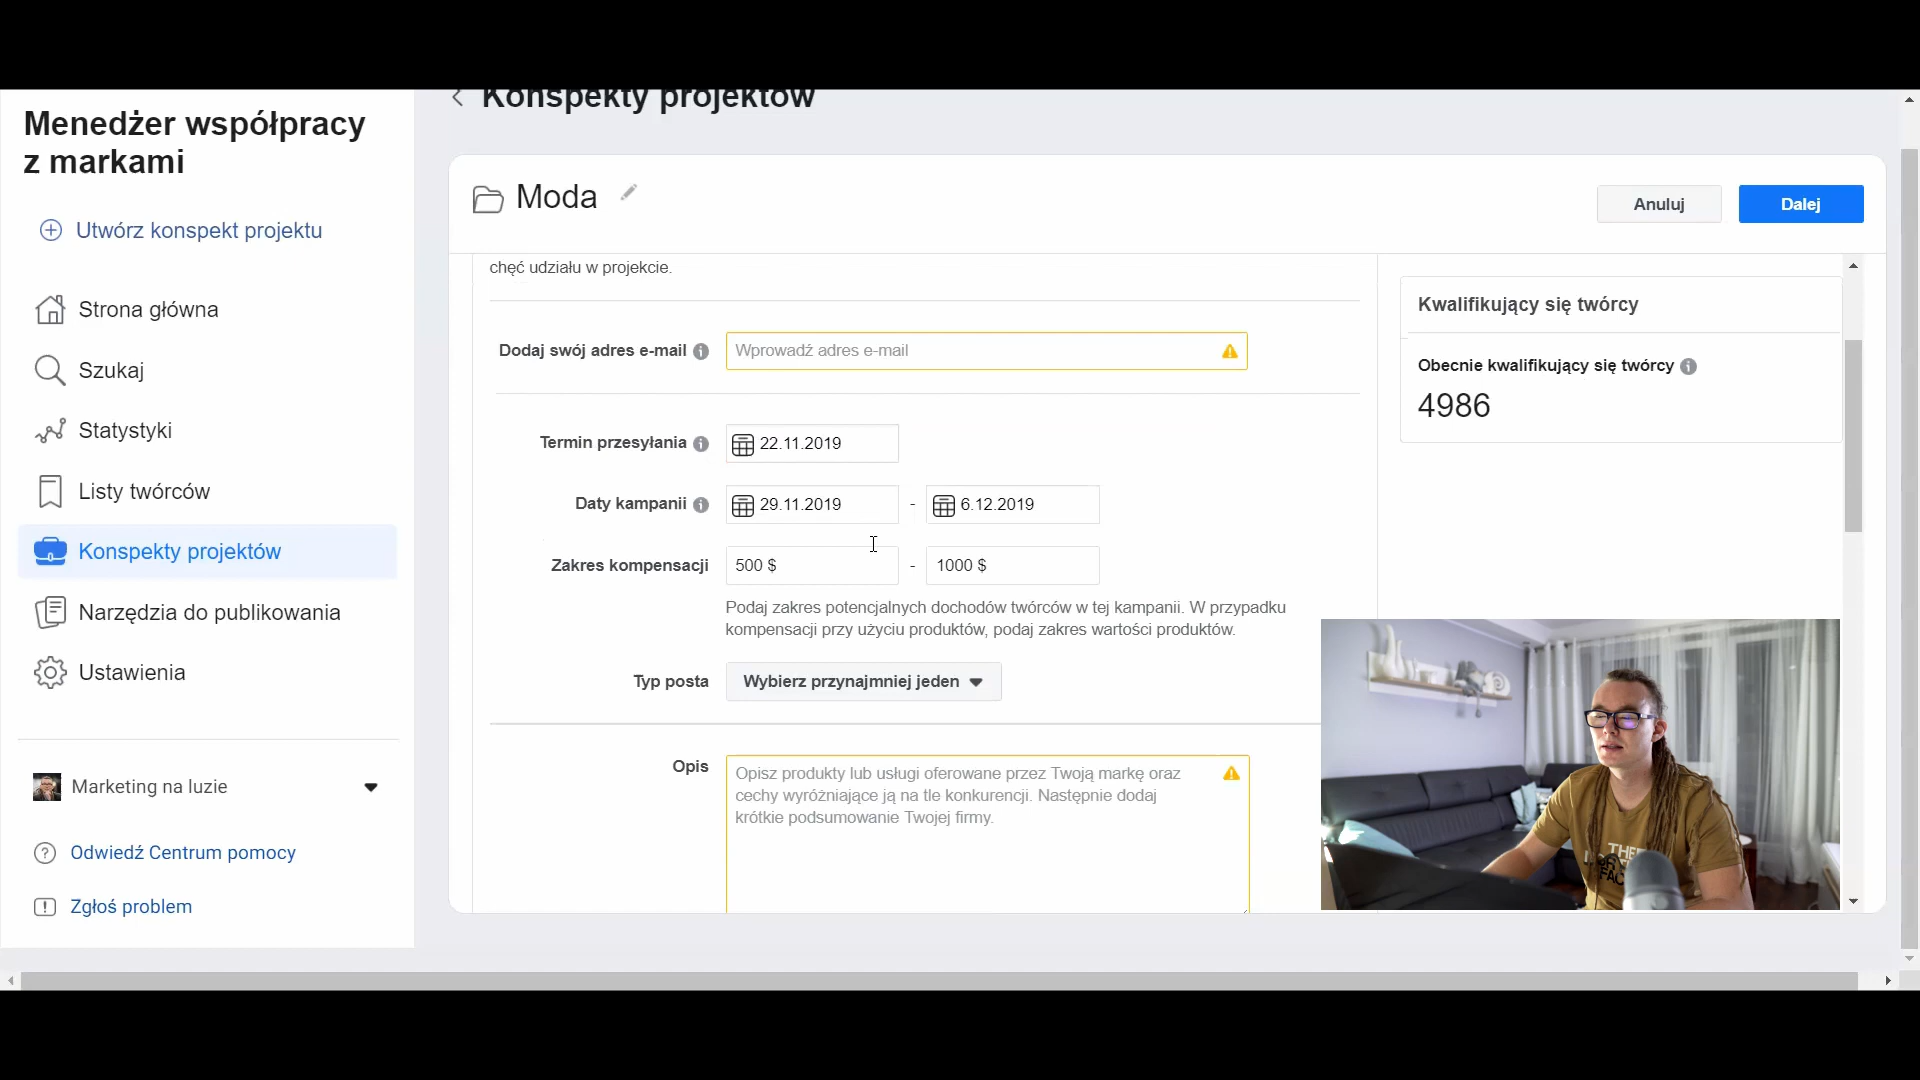 Konspekty projektów
Menedżer współpracy
z markami
Utwórz konspekt projektu
Strona główna
Szukaj
Statystyki
Listy twórców
Konspekty projektów
Narzędzia do publikowania
Ustawienia
Marketing na luzie
Odwiedź Centrum pomocy
Zgłoś problem
Moda
Anuluj
Dalej
chęć udziału w projekcie.
Dodaj swój adres e-mail
Wprowadź adres e-mail
Termin przesyłania
22.11.2019
Daty kampanii
29.11.2019 - 6.12.2019
Zakres kompensacji
500 $ - 1000 $
Podaj zakres potencjalnych dochodów twórców w tej kampanii. W przypadku
kompensacji przy użyciu produktów, podaj zakres wartości produktów.
Typ posta
Wybierz przynajmniej jeden
Opis
Opisz produkty lub usługi oferowane przez Twoją markę oraz
cechy wyróżniające ją na tle konkurencji. Następnie dodaj
krótkie podsumowanie Twojej firmy.
Kwalifikujący się twórcy
Obecnie kwalifikujący się twórcy
4986
THE